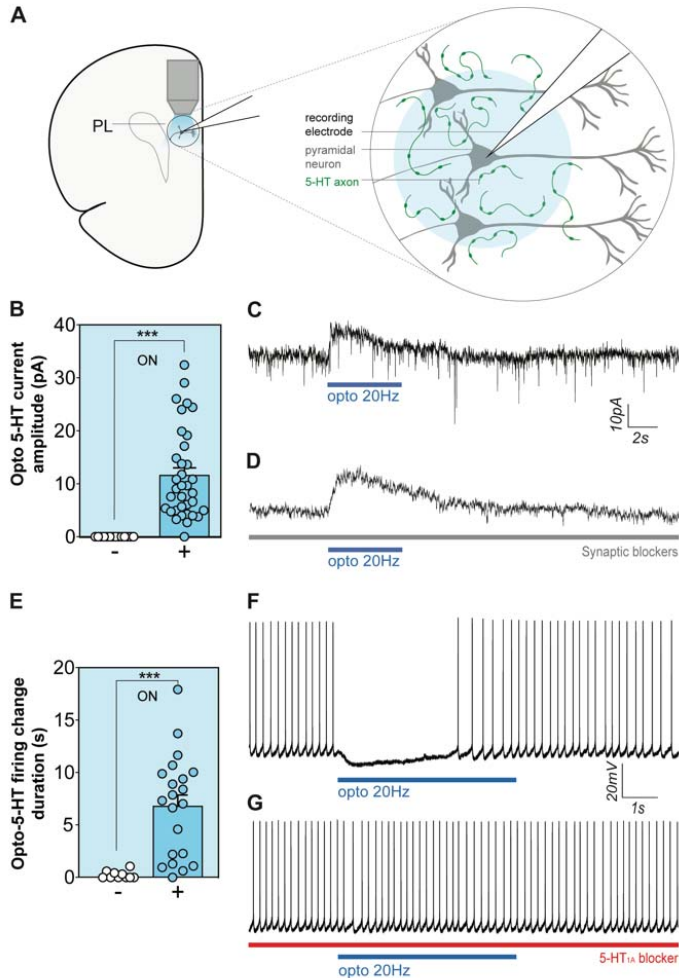 A
PL
recording
electrode
pyramidal
neuron
5-HT axon
B
Opto 5-HT current
amplitude (pA)
40
30
20
10
0
***
ON
- +
C
opto 20Hz
10pA
2s
D
Synaptic blockers
opto 20Hz
E
Opto-5-HT firing change
duration (s)
20
15
10
5
0
***
ON
- +
F
opto 20Hz
20mV
1s
G
5-HT1A blocker
opto 20Hz